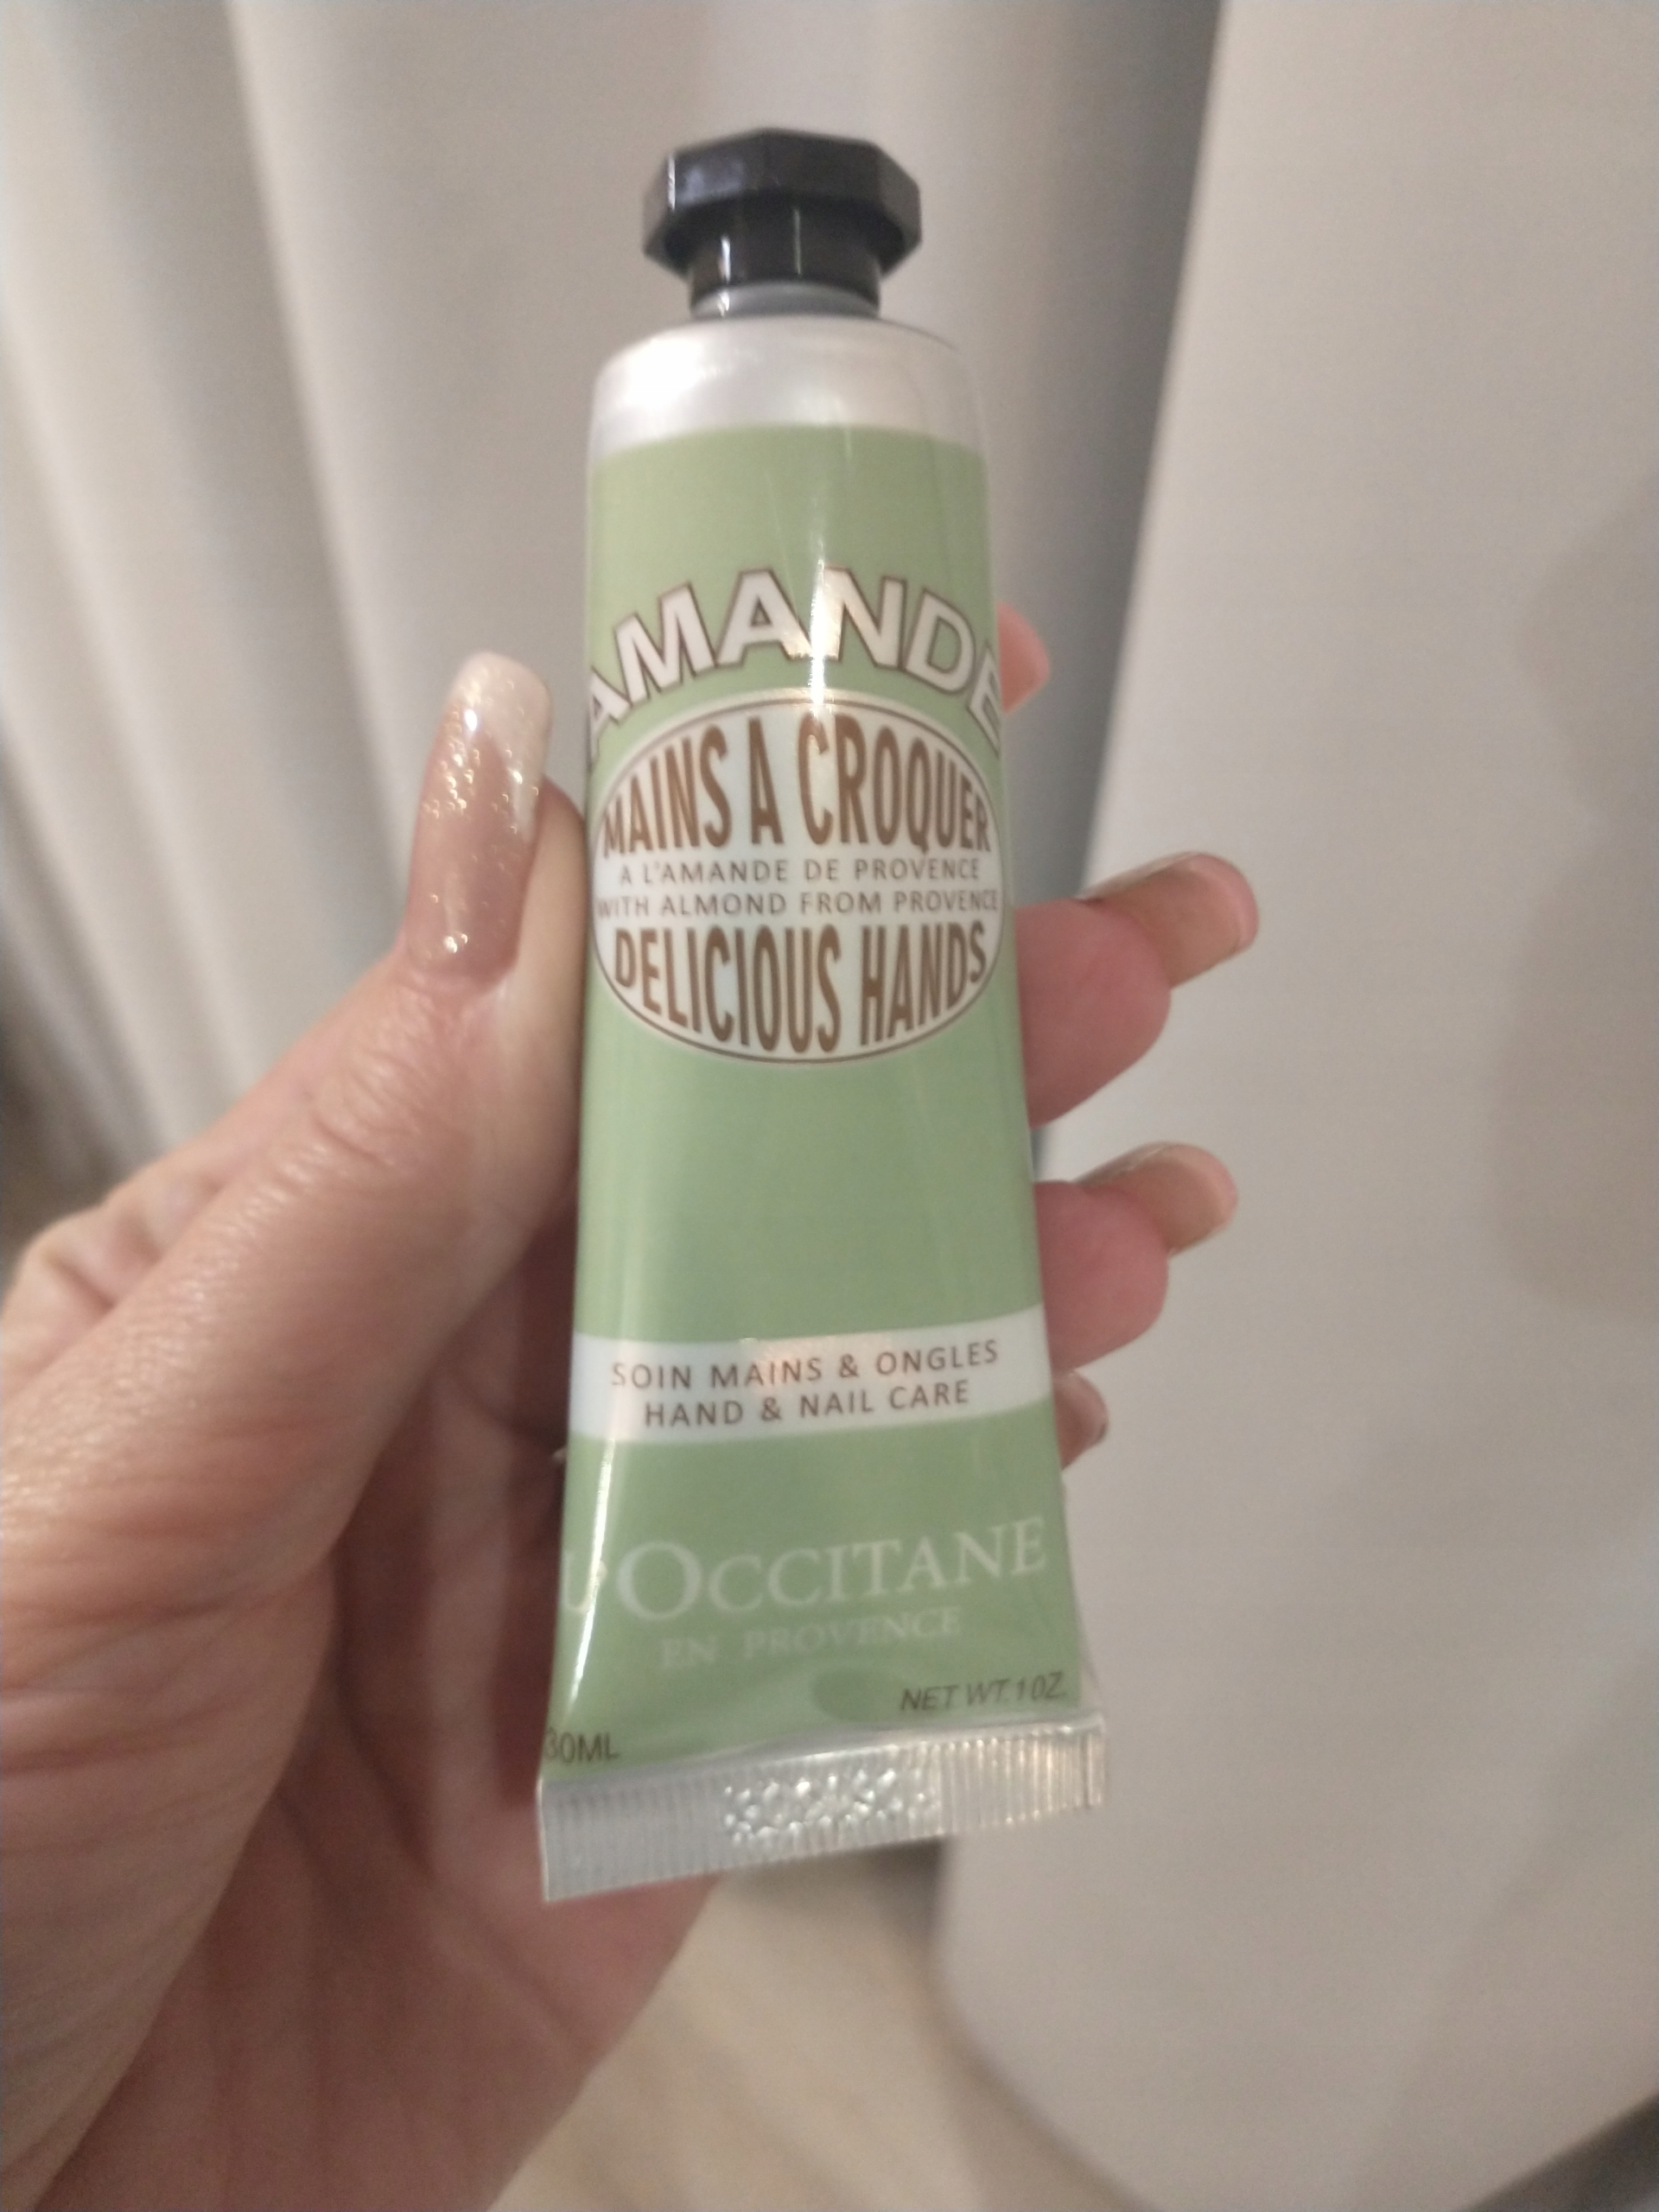 AMANDE
MAINS A CROQUER
A L'AMANDE DE PROVENCE
WITH ALMOND FROM PROVENCE
DELICIOUS HANDS
SOIN MAINS & ONGLES
HAND & NAIL CARE
L'OCCITANE
EN PROVENCE
NET WT.1OZ.
30ML